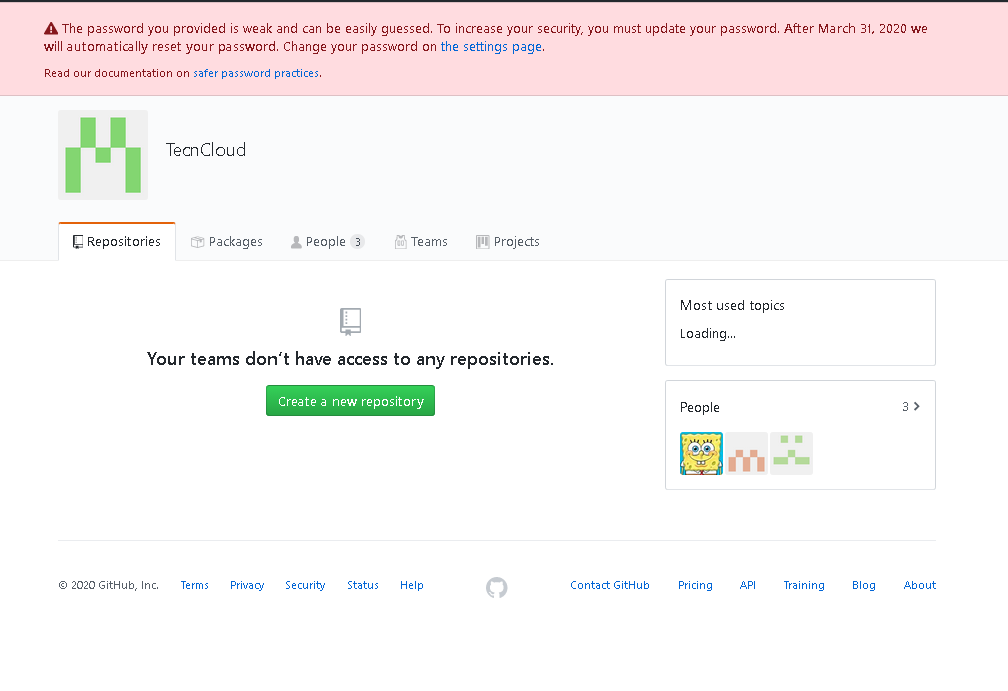 The password you provided is weak and can be easily guessed. To increase your security, you must update your password. After March 31, 2020 we
will automatically reset your password. Change your password on the settings page.
Read our documentation on safer password practices.
TecnCloud
Repositories Packages People 3 Teams Projects
Most used topics
Loading...
Your teams don’t have access to any repositories.
Create a new repository
People 3
© 2020 GitHub, Inc. Terms Privacy Security Status Help Contact GitHub Pricing API Training Blog About